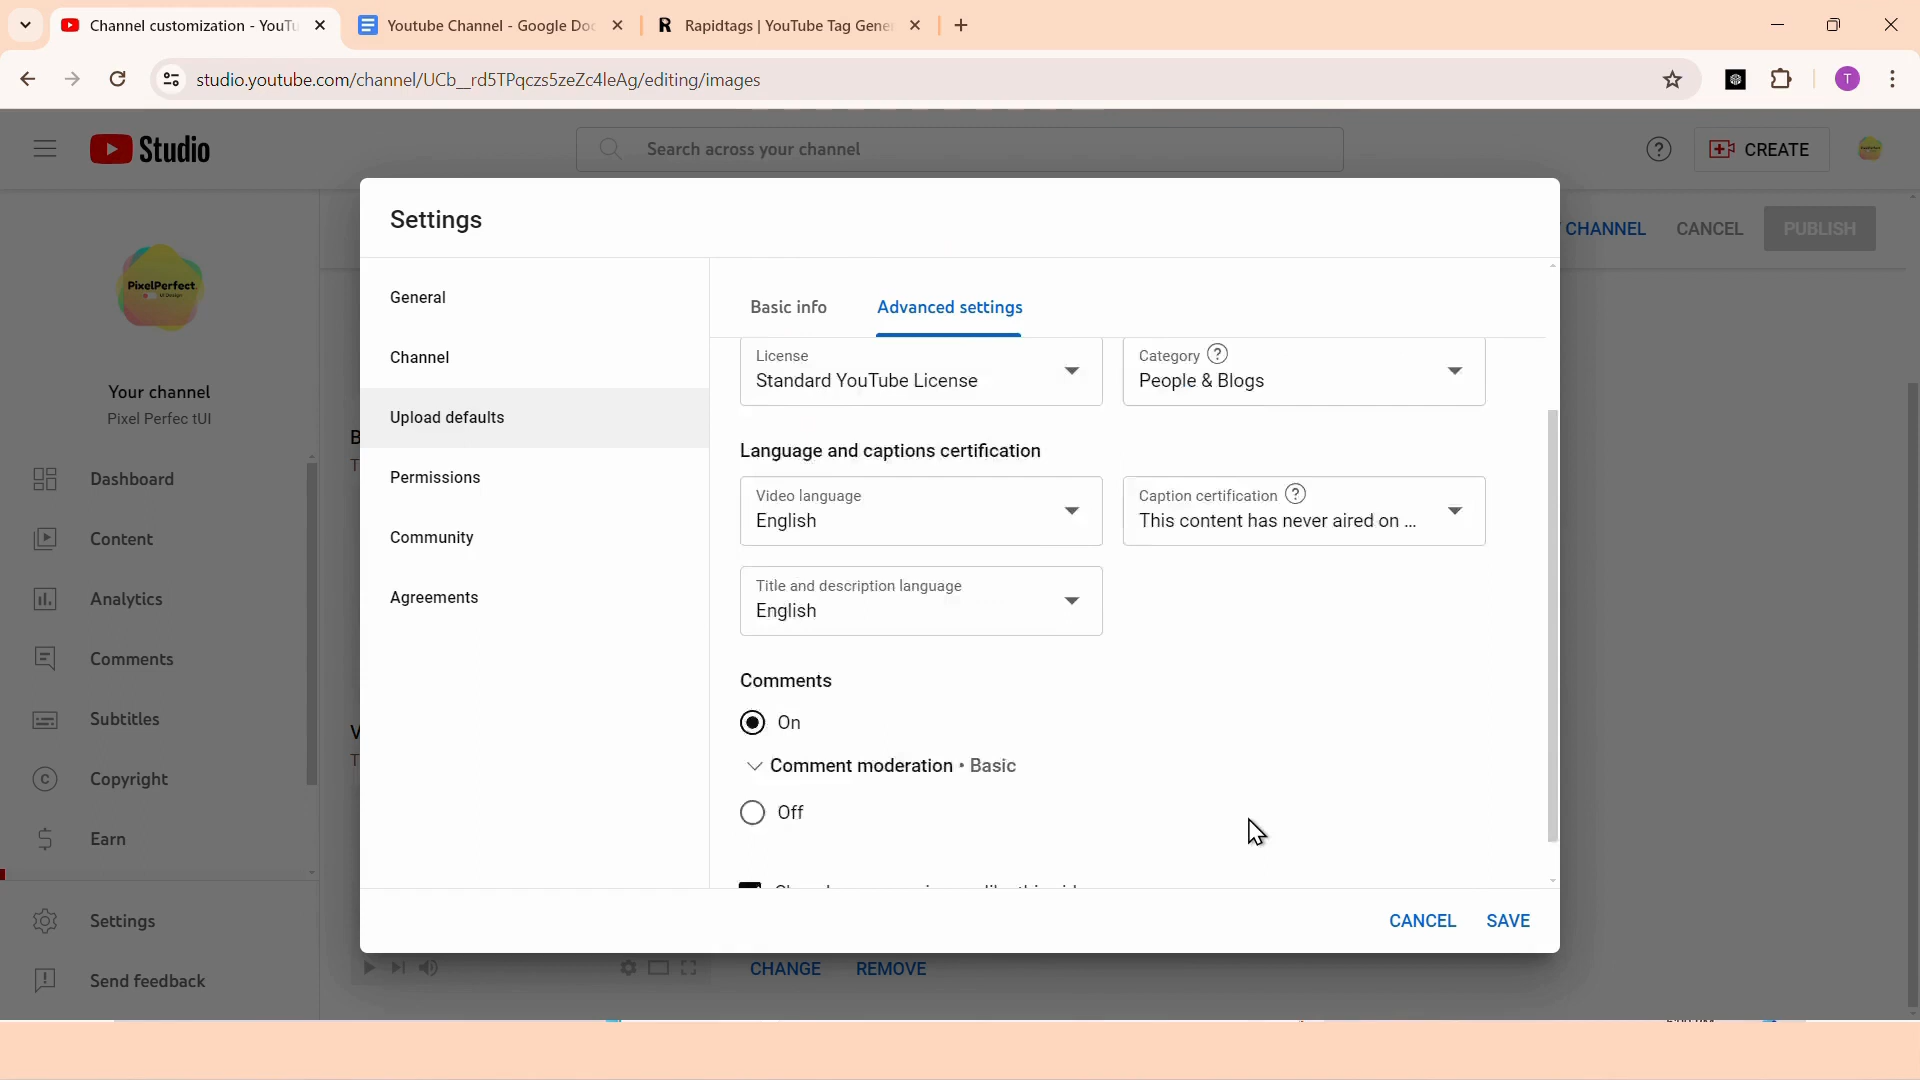 Channel customization - YouTu
Youtube Channel - Google Doc
Rapidtags | YouTube Tag Gene
studio.youtube.com/channel/UCb__rd5TPqczs5zeZc4leAg/editing/images
T
Studio
Search across your channel
CREATE
Settings
CHANNEL
CANCEL
PUBLISH
PixelPerfect
UI Design
Your channel
Pixel Perfec tUI
Dashboard
Content
Analytics
Comments
Subtitles
Copyright
Earn
Settings
Send feedback
General
Channel
Upload defaults
Permissions
Community
Agreements
Basic info
Advanced settings
License
Standard YouTube License
Category
People & Blogs
Language and captions certification
Video language
English
Caption certification
This content has never aired on ...
Title and description language
English
Comments
On
Comment moderation • Basic
Off
CANCEL
SAVE
CHANGE
REMOVE